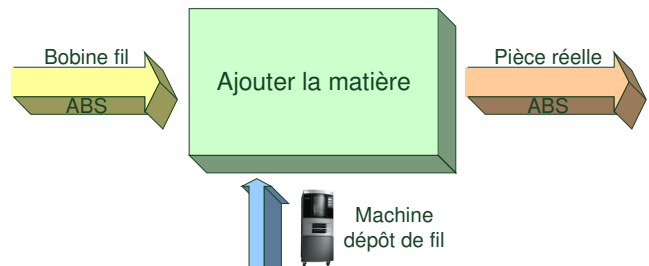 Bobine fil
ABS
Ajouter la matière
Pièce réelle
ABS
Machine
dépôt de fil